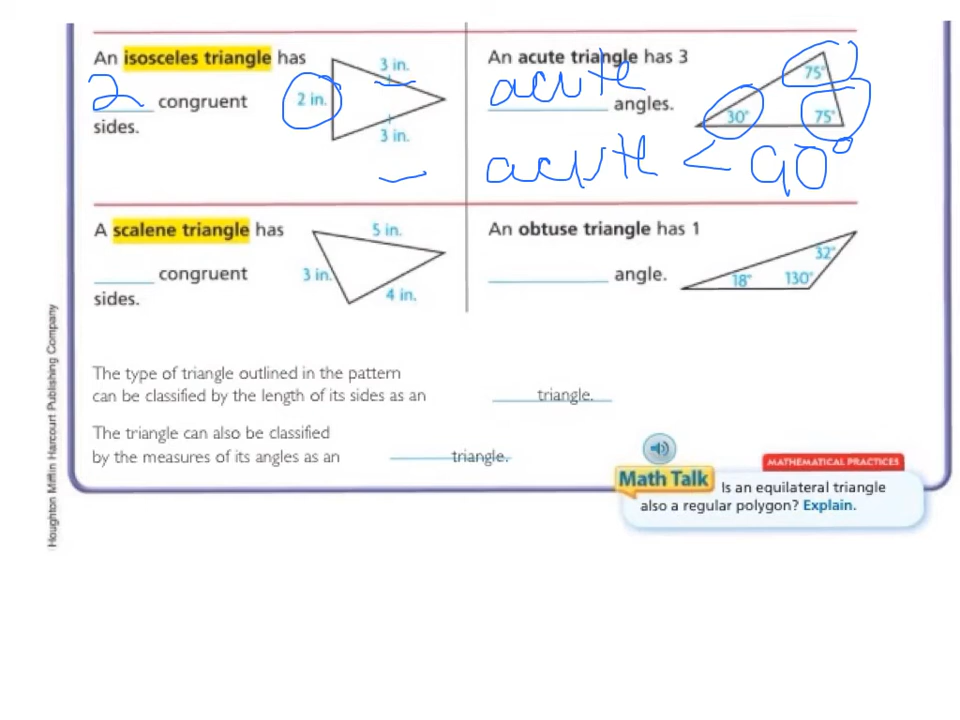 An isosceles triangle has
2 congruent
sides.
3 in.
2 in.
3 in.
An acute triangle has 3
acute angles.
75°
30°
75°
acute < 90°
A scalene triangle has
congruent
sides.
5 in.
3 in.
4 in.
An obtuse triangle has 1
angle.
32°
18°
130°
The type of triangle outlined in the pattern
can be classified by the length of its sides as an triangle.
The triangle can also be classified
by the measures of its angles as an triangle.
Math Talk
MATHEMATICAL PRACTICES
Is an equilateral triangle
also a regular polygon? Explain.
Houghton Mifflin Harcourt Publishing Company